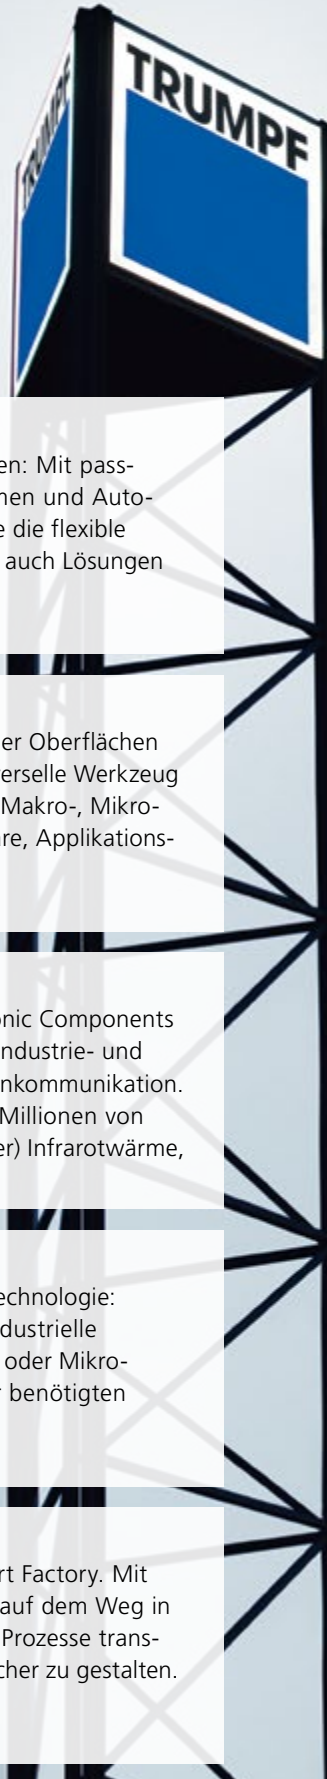 TRUMPF
TRUMPF
en: Mit pass-
men und Auto-
e die flexible
auch Lösungen
er Oberflächen
erselle Werkzeug
Makro-, Mikro-
re, Applikations-
onic Components
ndustrie- und
nkommunikation.
Millionen von
er) Infrarotwärme,
echnologie:
dustrielle
oder Mikro-
benötigten
rt Factory. Mit
auf dem Weg in
Prozesse trans-
cher zu gestalten.